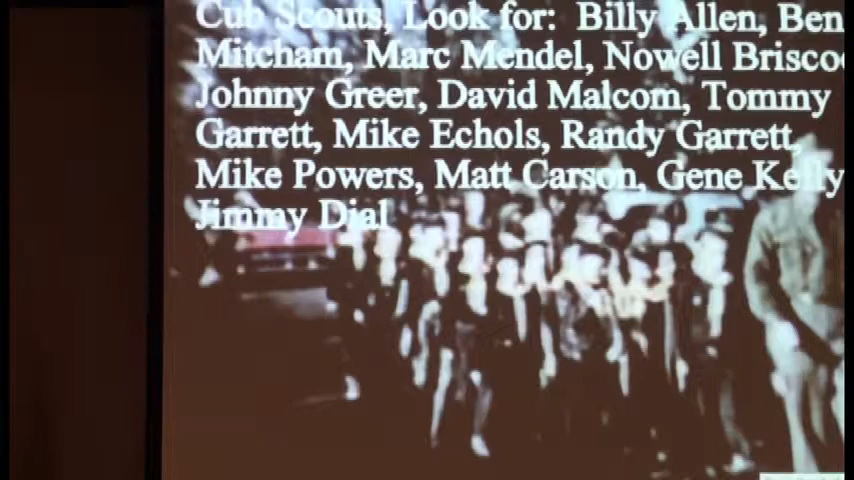 Cub Scouts, Look for: Billy Allen, Ben
Mitcham, Marc Mendel, Nowell Briscoe
Johnny Greer, David Malcom, Tommy
Garrett, Mike Echols, Randy Garrett,
Mike Powers, Matt Carson, Gene Kelly
Jimmy Dial